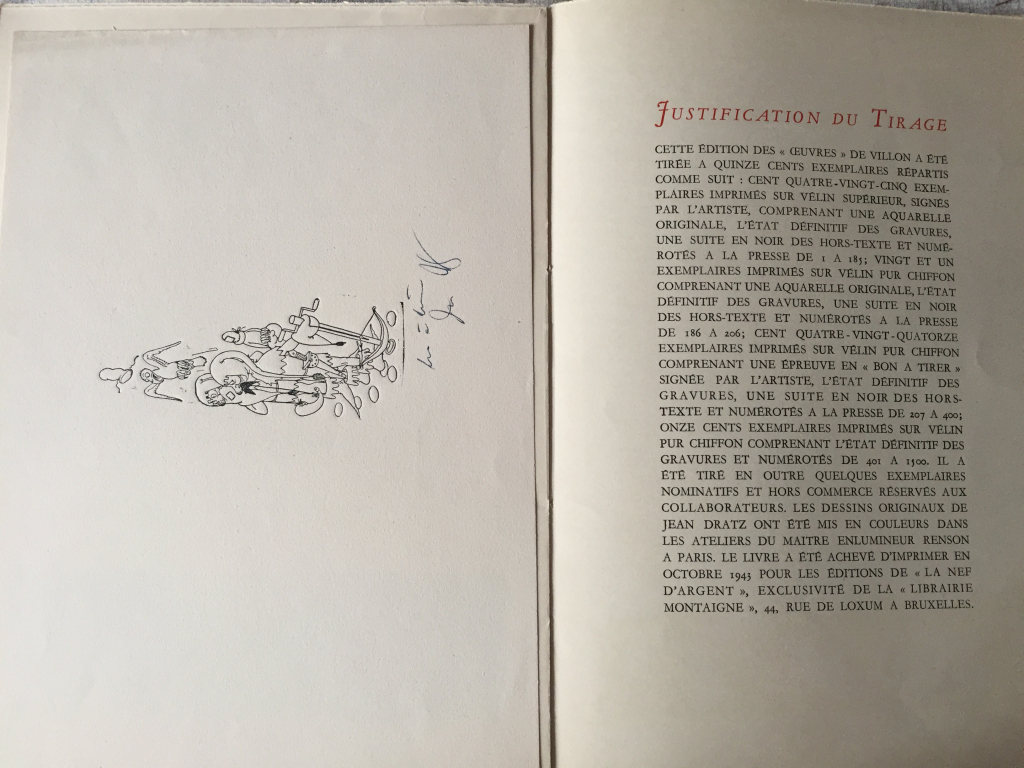 JUSTIFICATION DU TIRAGE
CETTE ÉDITION DES « ŒUVRES » DE VILLON A ÉTÉ
TIRÉE A QUINZE CENTS EXEMPLAIRES RÉPARTIS
COMME SUIT : CENT QUATRE-VINGT-CINQ EXEM-
PLAIRES IMPRIMÉS SUR VÉLIN SUPÉRIEUR, SIGNÉS
PAR L'ARTISTE, COMPRENANT UNE AQUARELLE
ORIGINALE, L'ÉTAT DÉFINITIF DES GRAVURES,
UNE SUITE EN NOIR DES HORS-TEXTE ET NUMÉ-
ROTÉS A LA PRESSE DE 1 A 185; VINGT ET UN
EXEMPLAIRES IMPRIMÉS SUR VÉLIN PUR CHIFFON
COMPRENANT UNE AQUARELLE ORIGINALE, L'ÉTAT
DÉFINITIF DES GRAVURES, UNE SUITE EN NOIR
DES HORS-TEXTE ET NUMÉROTÉS A LA PRESSE
DE 186 A 206; CENT QUATRE-VINGT-QUATORZE
EXEMPLAIRES IMPRIMÉS SUR VÉLIN PUR CHIFFON
COMPRENANT UNE ÉPREUVE EN « BON A TIRER »
SIGNÉE PAR L'ARTISTE, L'ÉTAT DÉFINITIF DES
GRAVURES, UNE SUITE EN NOIR DES HORS-
TEXTE ET NUMÉROTÉS A LA PRESSE DE 207 A 400;
ONZE CENTS EXEMPLAIRES IMPRIMÉS SUR VÉLIN
PUR CHIFFON COMPRENANT L'ÉTAT DÉFINITIF DES
GRAVURES ET NUMÉROTÉS DE 401 A 1500. IL A
ÉTÉ TIRÉ EN OUTRE QUELQUES EXEMPLAIRES
NOMINATIFS ET HORS COMMERCE RÉSERVÉS AUX
COLLABORATEURS. LES DESSINS ORIGINAUX DE
JEAN DRATZ ONT ÉTÉ MIS EN COULEURS DANS
LES ATELIERS DU MAITRE ENLUMINEUR RENSON
A PARIS. LE LIVRE A ÉTÉ ACHEVÉ D'IMPRIMER EN
OCTOBRE 1943 POUR LES ÉDITIONS DE « LA NEF
D'ARGENT », EXCLUSIVITÉ DE LA « LIBRAIRIE
MONTAIGNE », 44, RUE DE LOXUM A BRUXELLES.